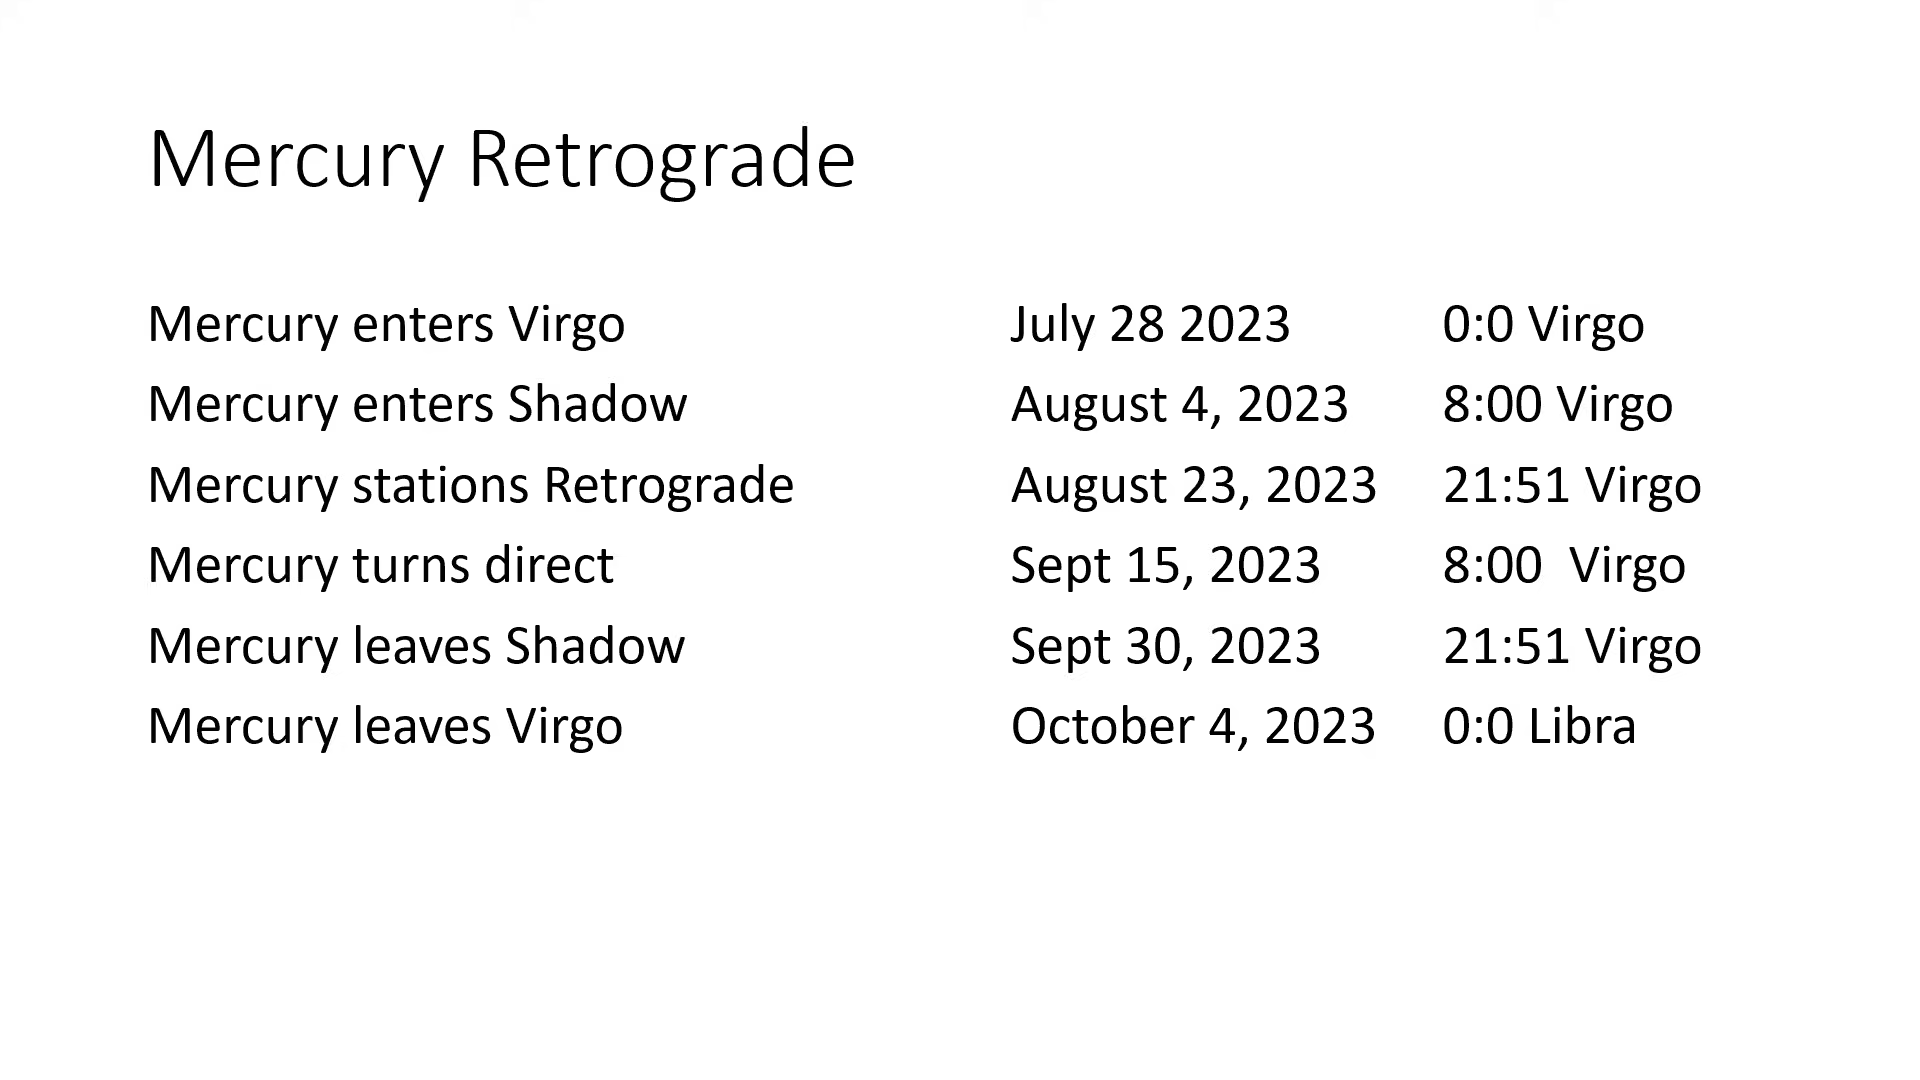 Mercury Retrograde
Mercury enters Virgo July 28 2023 0:0 Virgo
Mercury enters Shadow August 4, 2023 8:00 Virgo
Mercury stations Retrograde August 23, 2023 21:51 Virgo
Mercury turns direct Sept 15, 2023 8:00  Virgo
Mercury leaves Shadow Sept 30, 2023 21:51 Virgo
Mercury leaves Virgo October 4, 2023 0:0 Libra